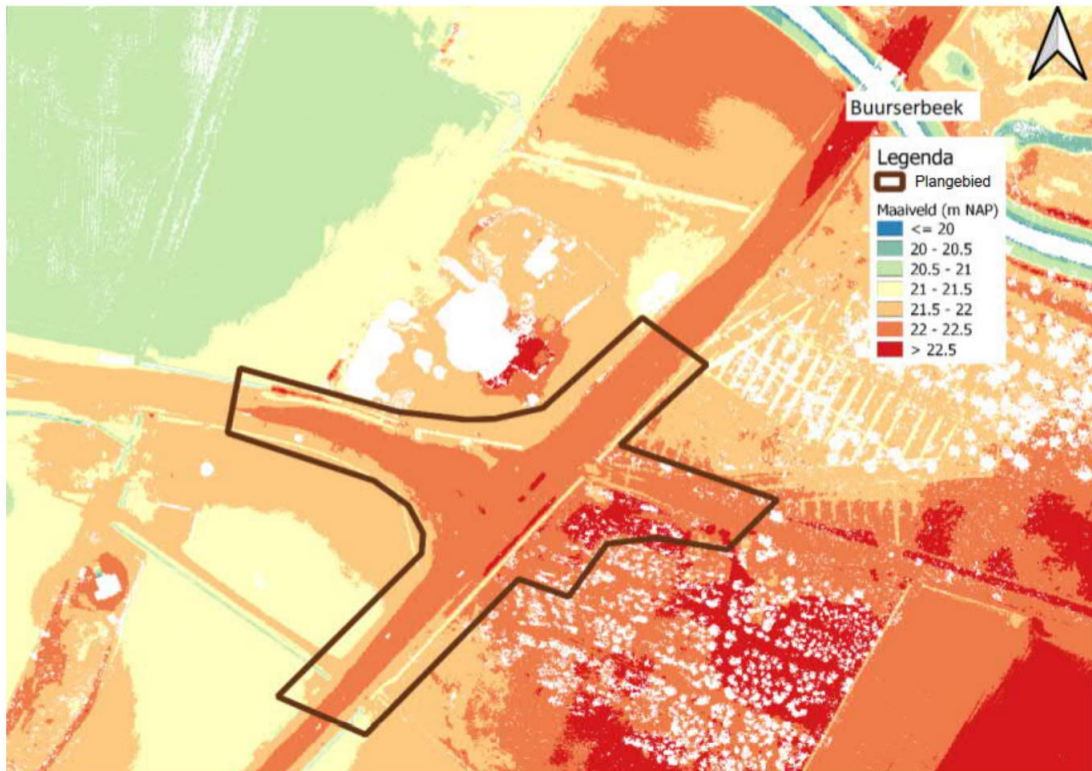 Buurserbeek
Legenda
Plangebied
Maaiveld (m NAP)
<= 20
20 - 20.5
20.5 - 21
21 - 21.5
21.5 - 22
22 - 22.5
> 22.5